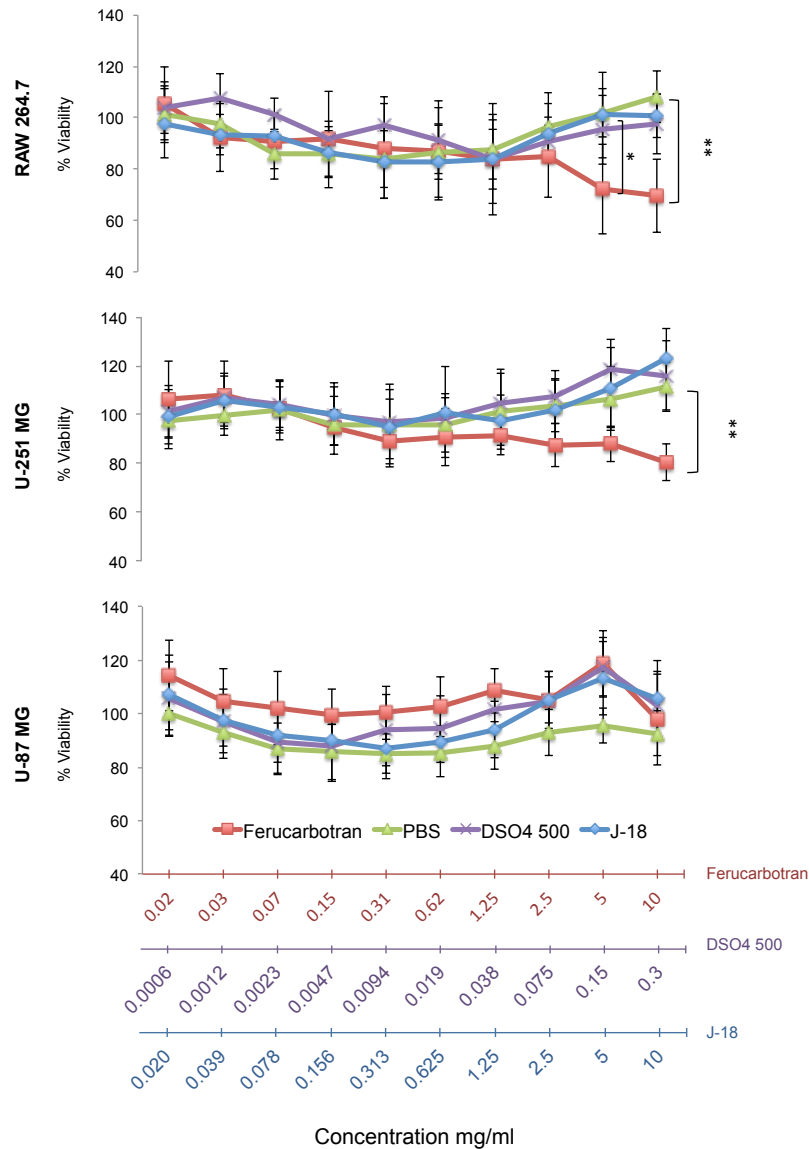 RAW 264.7
% Viability
140
120
100
80
60
40
*
**
U-251 MG
% Viability
140
120
100
80
60
40
**
U-87 MG
% Viability
140
120
100
80
60
40
Ferucarbotran PBS DSO4 500 J-18
0.02 0.03 0.07 0.15 0.31 0.62 1.25 2.5 5 10
Ferucarbotran
0.0006 0.0012 0.0023 0.0047 0.0094 0.019 0.038 0.075 0.15 0.3
DSO4 500
0.020 0.039 0.078 0.156 0.313 0.625 1.25 2.5 5 10
J-18
Concentration mg/ml